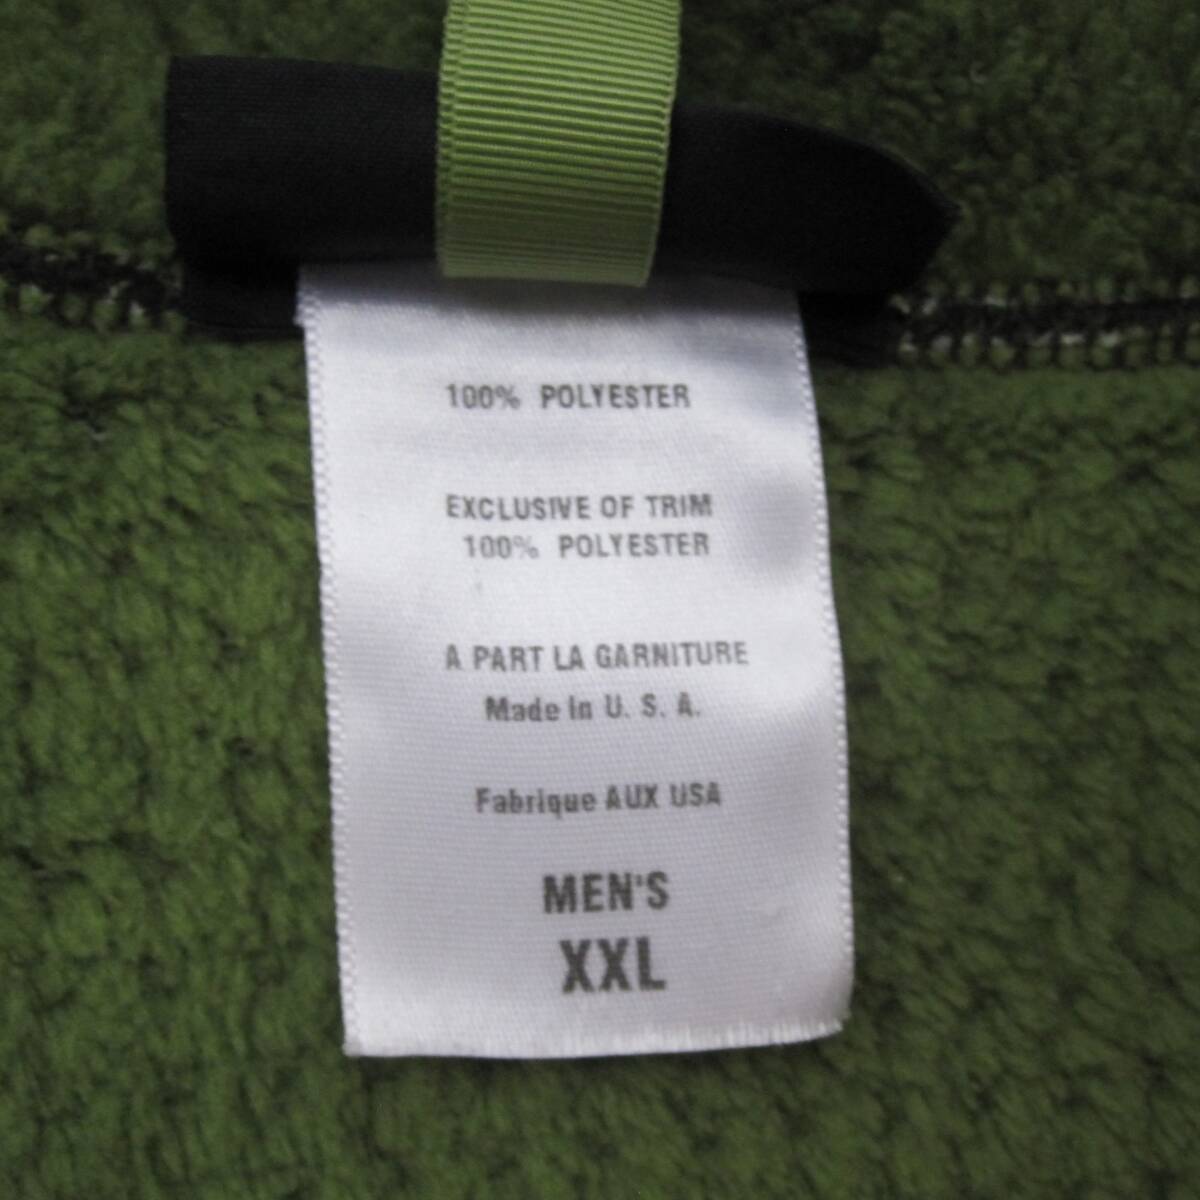 100% POLYESTER
EXCLUSIVE OF TRIM
100% POLYESTER
A PART LA GARNITURE
Made In U. S. A.
Fabrique AUX USA
MEN'S
XXL